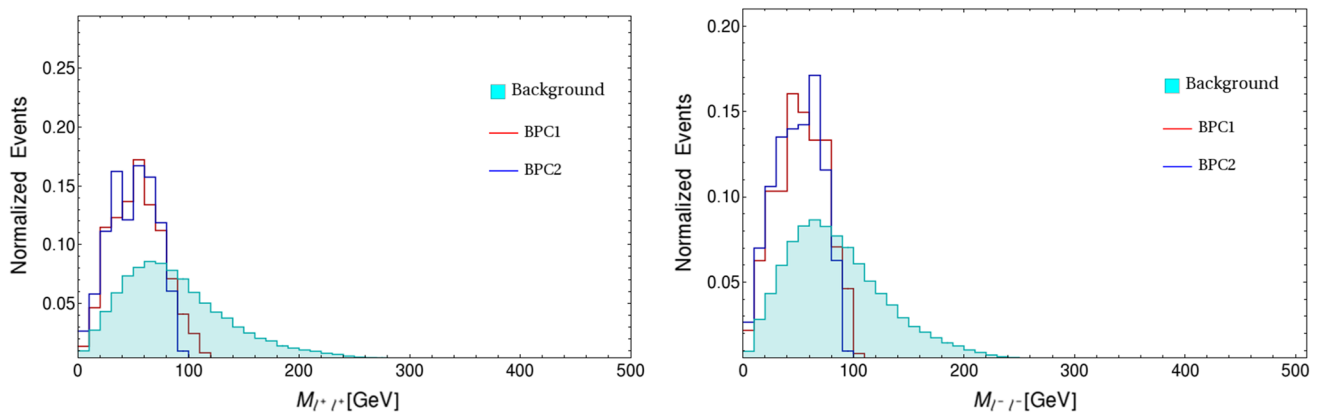 Normalized Events
0.25
0.20
0.15
0.10
0.05
0
100
200
300
400
500
Background
BPC1
BPC2
M_{l^+ l^+}[GeV]
Normalized Events
0.20
0.15
0.10
0.05
0
100
200
300
400
500
Background
BPC1
BPC2
M_{l^- l^-}[GeV]